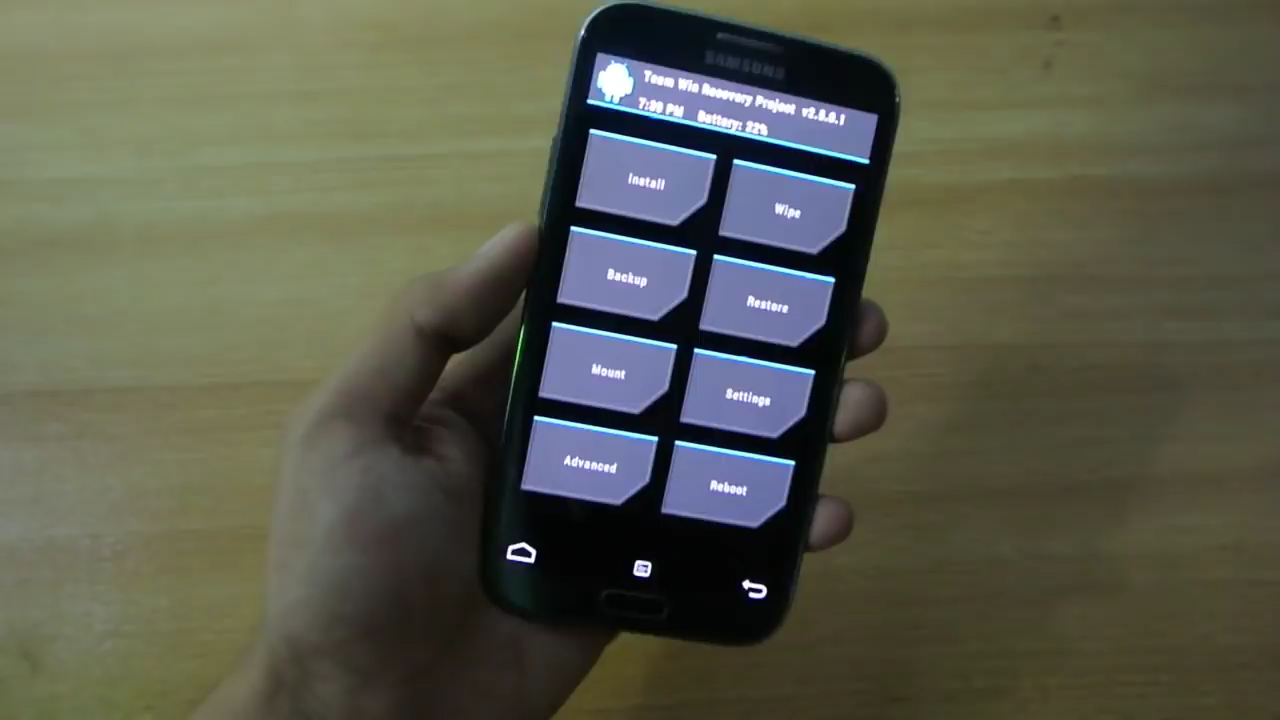 SAMSUNG
Team Win Recovery Project v2.8.0.1
7:39 PM Battery: 22%
Install
Wipe
Backup
Restore
Mount
Settings
Advanced
Reboot